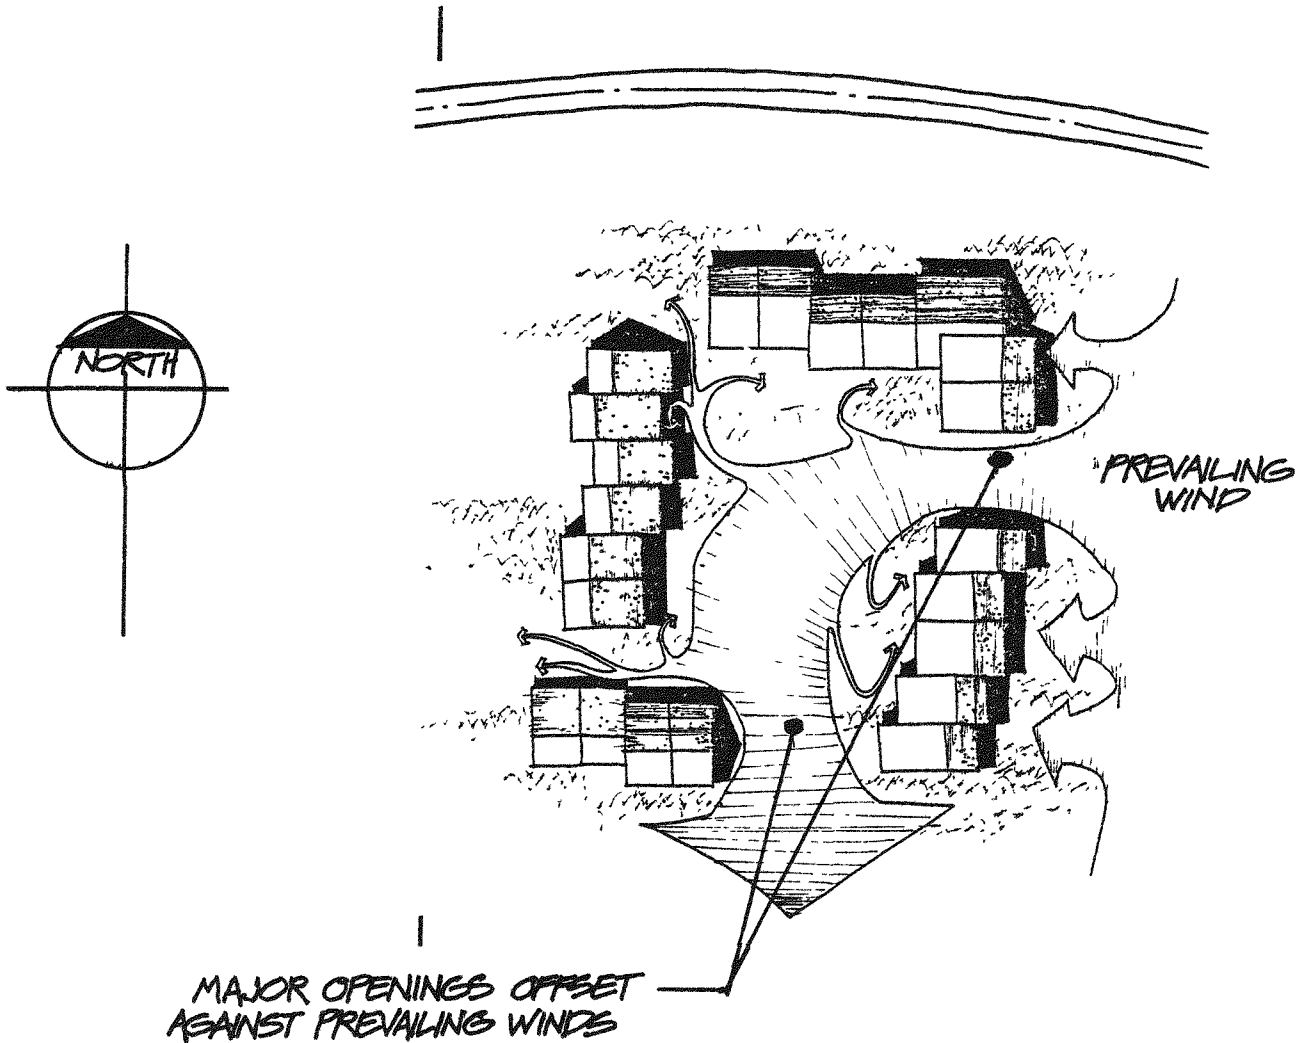 NORTH
PREVAILING
WIND
MAJOR OPENINGS OFFSET
AGAINST PREVAILING WINDS